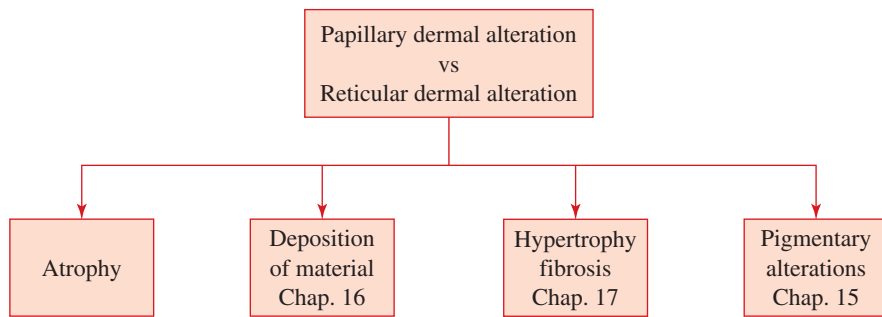 Papillary dermal alteration
vs
Reticular dermal alteration
Atrophy
Deposition
of material
Chap. 16
Hypertrophy
fibrosis
Chap. 17
Pigmentary
alterations
Chap. 15